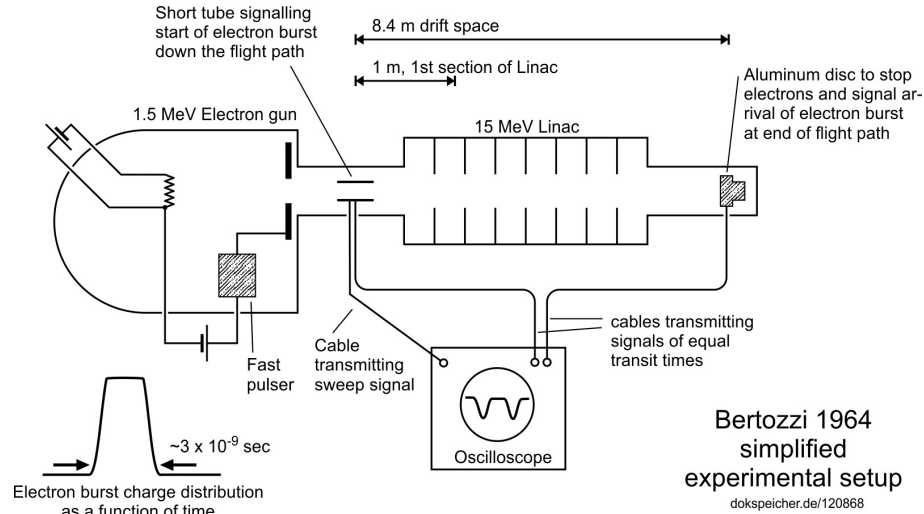 Short tube signalling
start of electron burst
down the flight path
8.4 m drift space
1 m, 1st section of Linac
Aluminum disc to stop
electrons and signal ar-
rival of electron burst
at end of flight path
1.5 MeV Electron gun
15 MeV Linac
Fast
pulser
Cable
transmitting
sweep signal
cables transmitting
signals of equal
transit times
Oscilloscope
~3 x 10⁻⁹ sec
Electron burst charge distribution
as a function of time
Bertozzi 1964
simplified
experimental setup
dokspeicher.de/120868